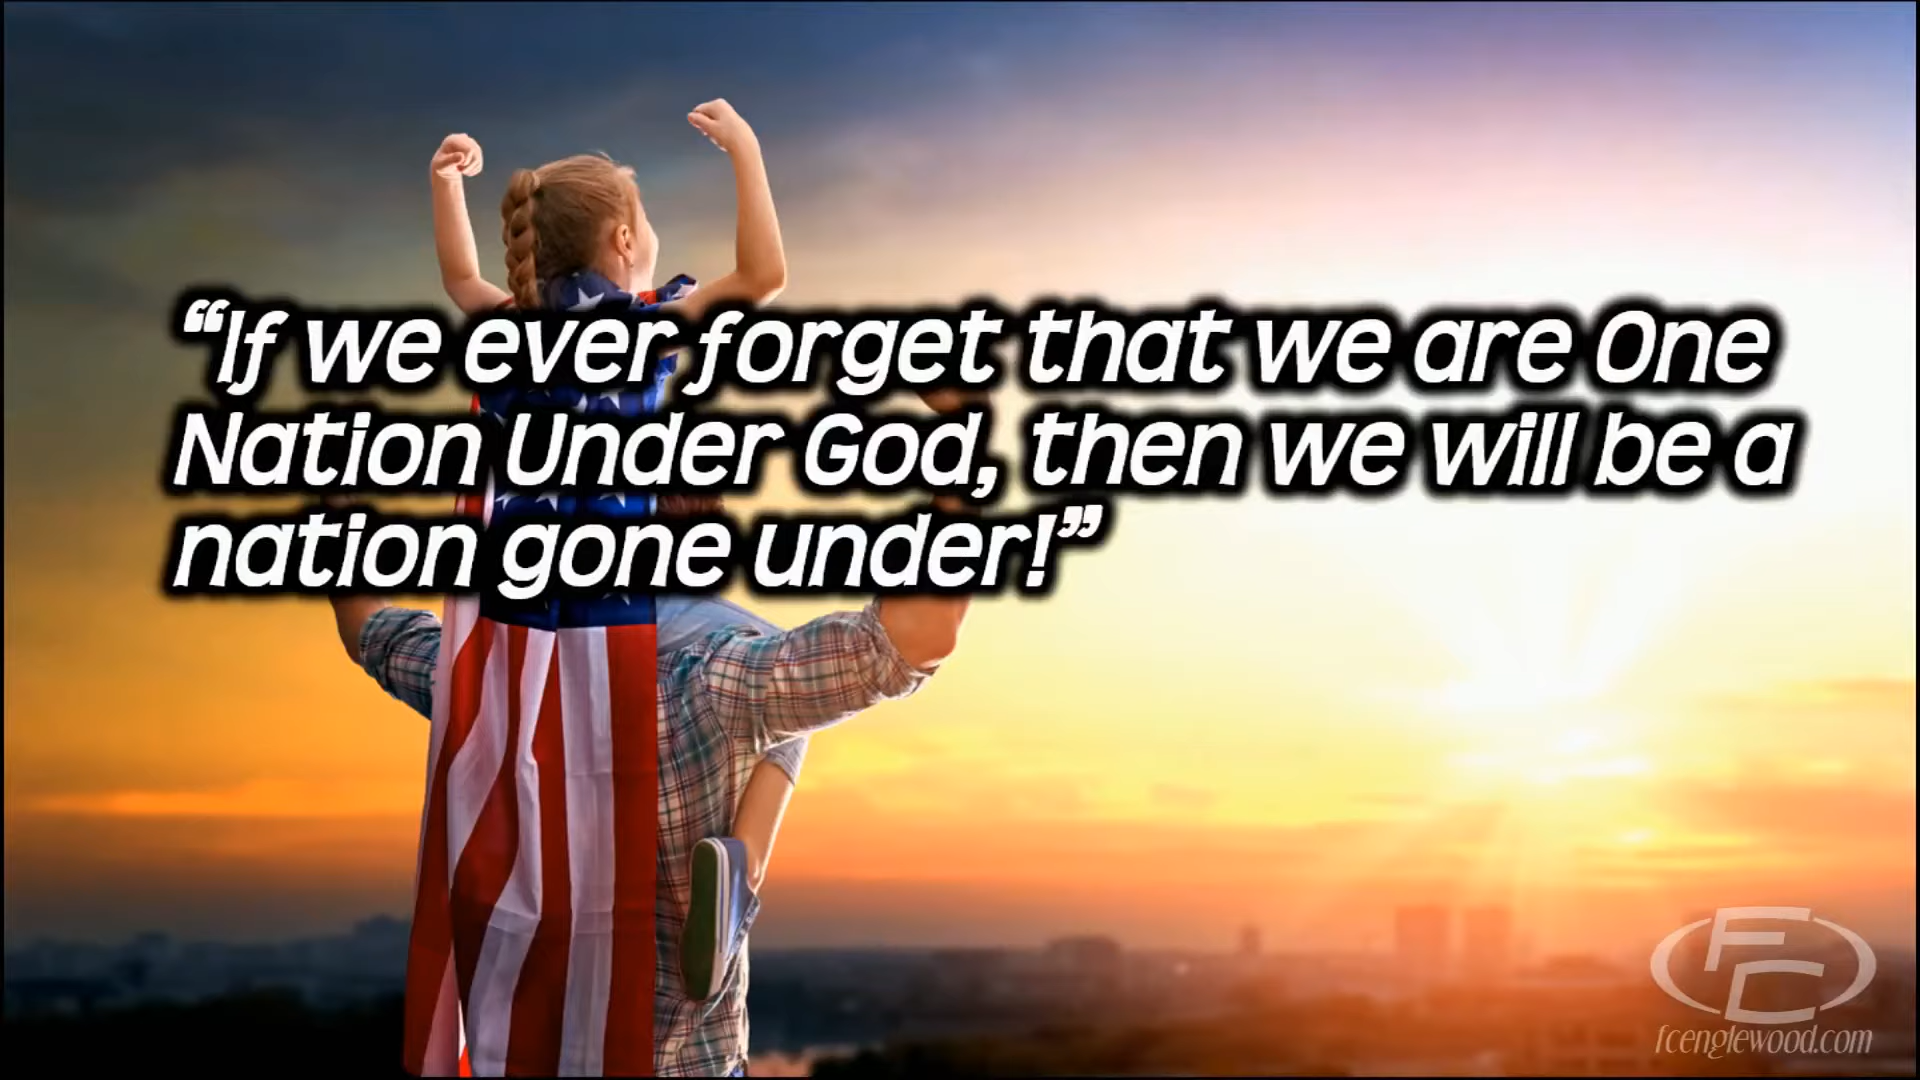 “If we ever forget that we are One
Nation Under God, then we will be a
nation gone under!”
FC
fcenglewood.com